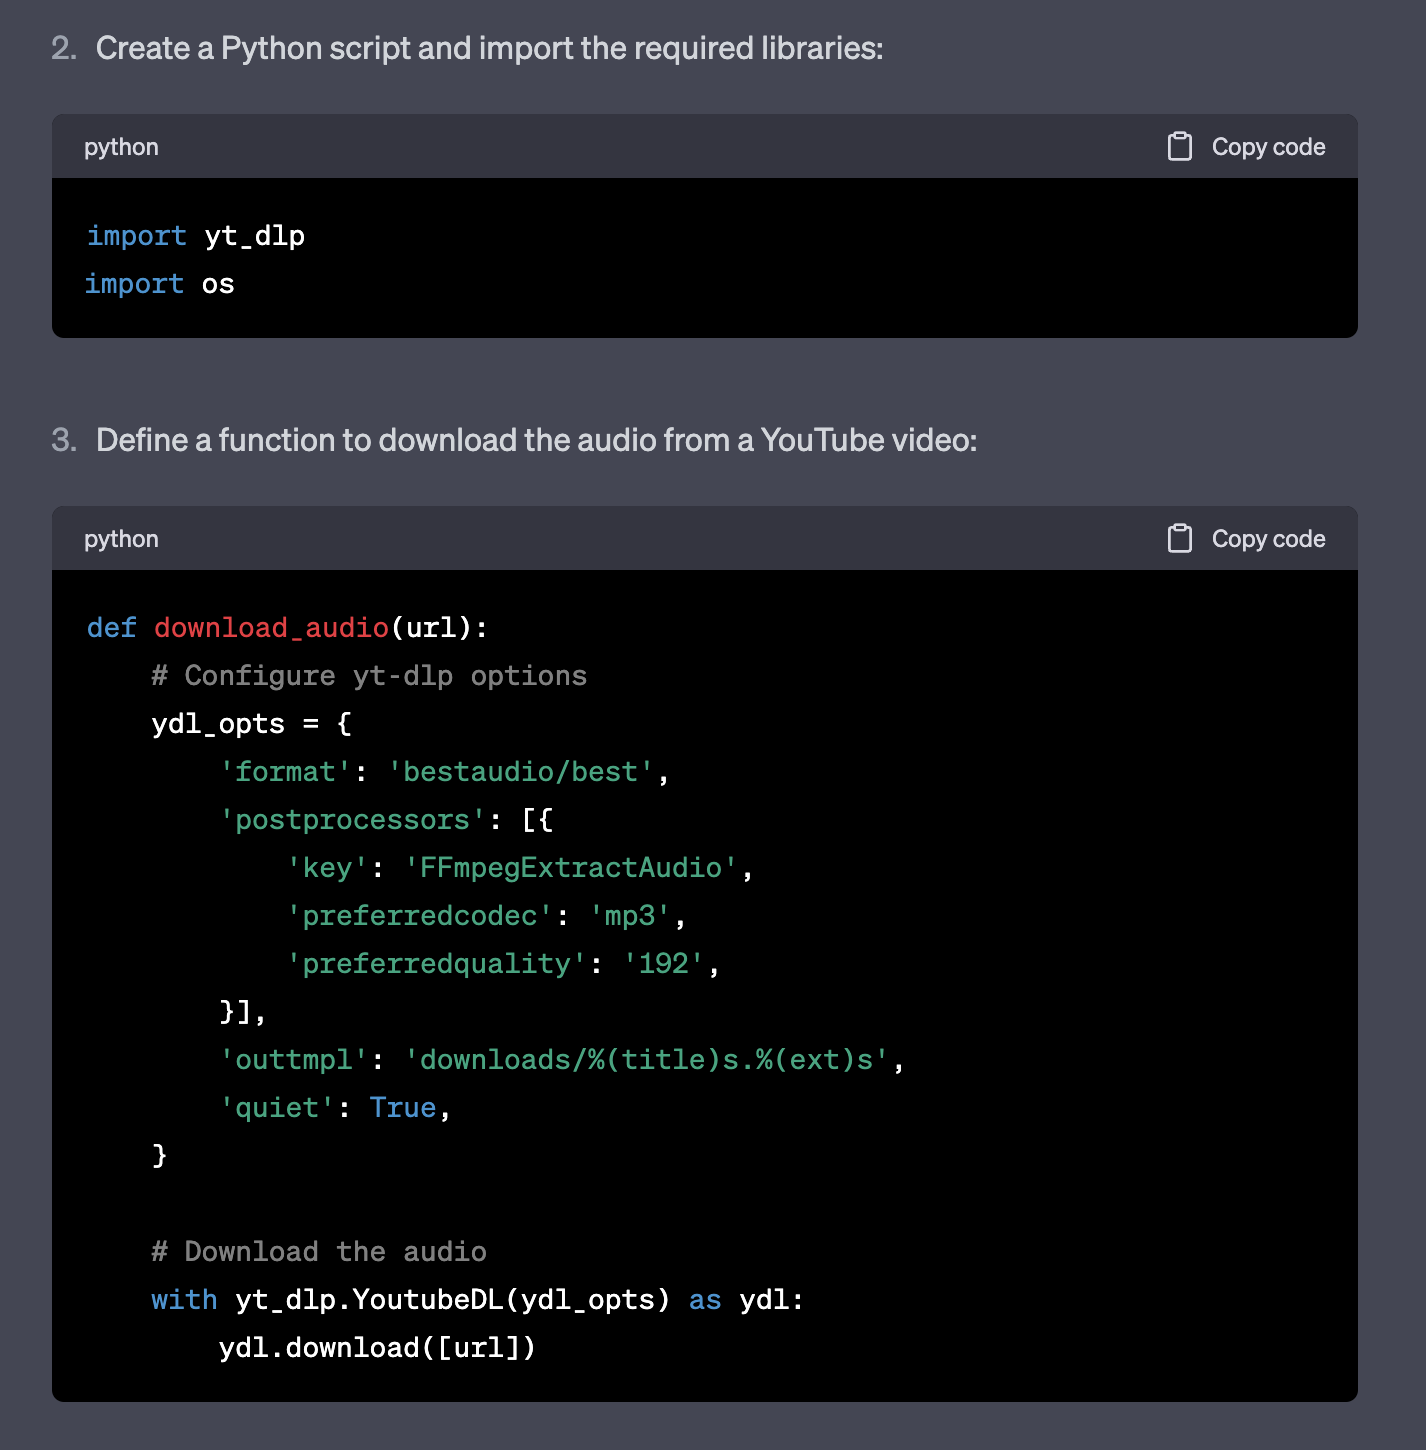 2. Create a Python script and import the required libraries:
python Copy code
import yt_dlp
import os
3. Define a function to download the audio from a YouTube video:
python Copy code
def download_audio(url):
    # Configure yt-dlp options
    ydl_opts = {
        'format': 'bestaudio/best',
        'postprocessors': [{
            'key': 'FFmpegExtractAudio',
            'preferredcodec': 'mp3',
            'preferredquality': '192',
        }],
        'outtmpl': 'downloads/%(title)s.%(ext)s',
        'quiet': True,
    }
    # Download the audio
    with yt_dlp.YoutubeDL(ydl_opts) as ydl:
        ydl.download([url])